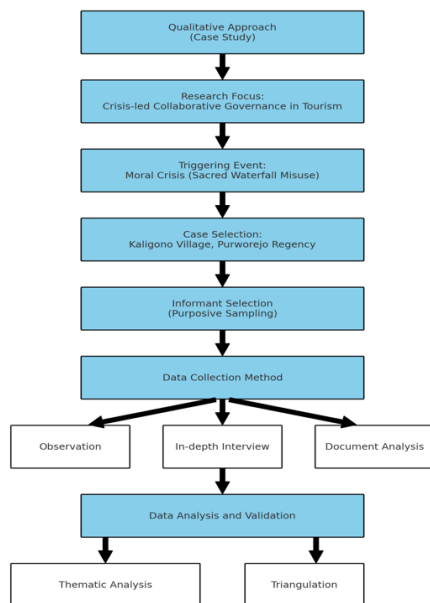 Qualitative Approach
(Case Study)
Research Focus:
Crisis-led Collaborative Governance in Tourism
Triggering Event:
Moral Crisis (Sacred Waterfall Misuse)
Case Selection:
Kaligono Village, Purworejo Regency
Informant Selection
(Purposive Sampling)
Data Collection Method
Observation
In-depth Interview
Document Analysis
Data Analysis and Validation
Thematic Analysis
Triangulation